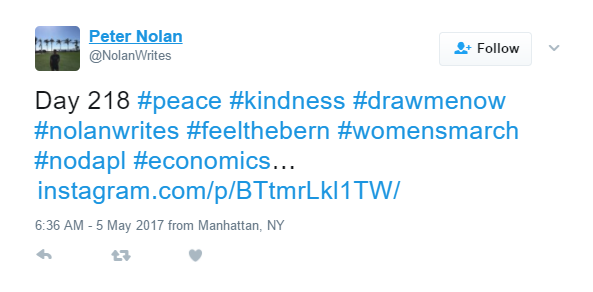 Peter Nolan
@NolanWrites
Follow
Day 218 #peace #kindness #drawmenow
#nolanwrites #feelthebern #womensmarch
#nodapl #economics…
instagram.com/p/BTtmrLkl1TW/
6:36 AM - 5 May 2017 from Manhattan, NY